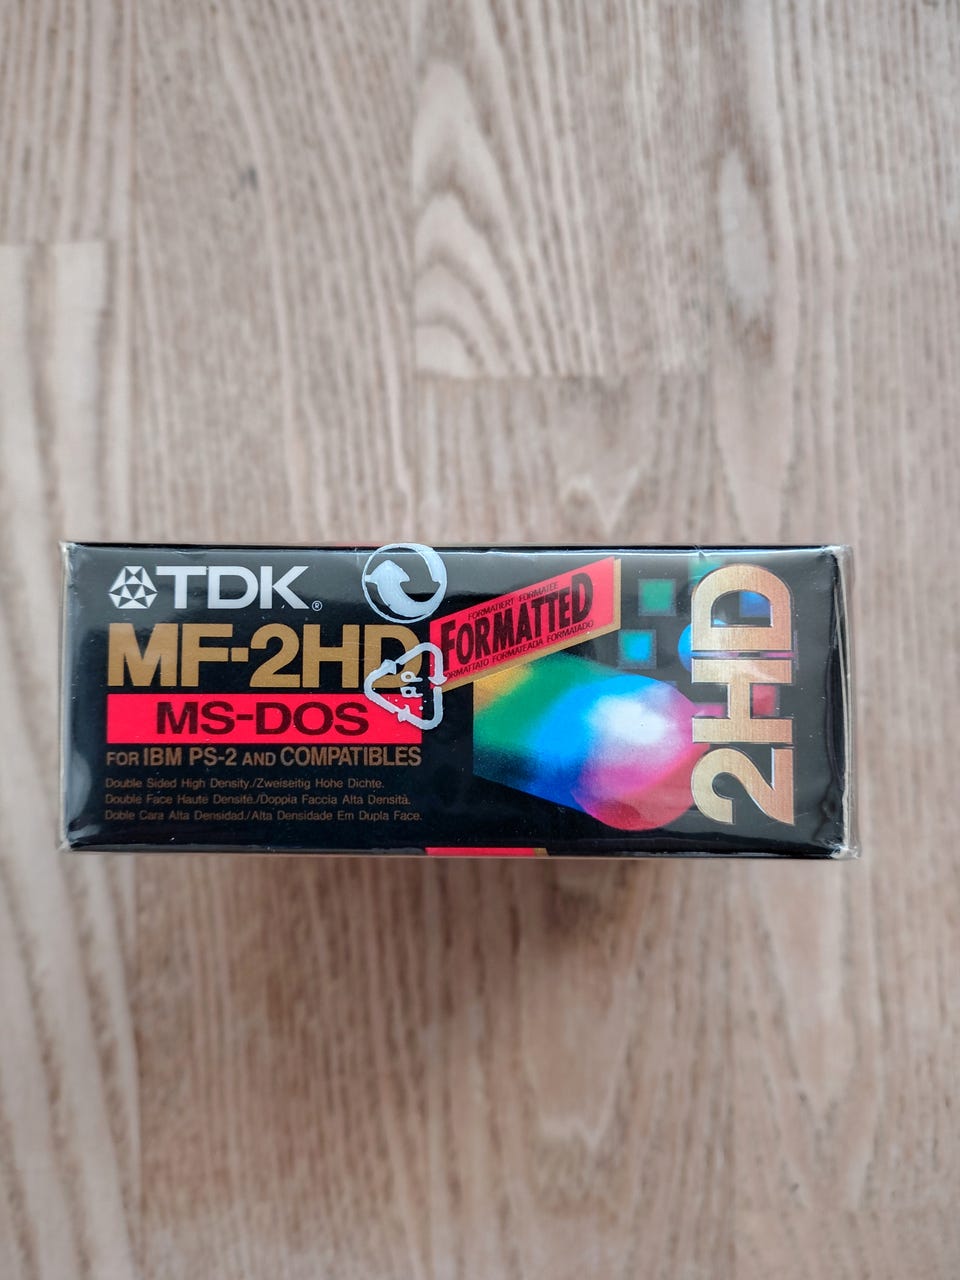 TDK®
MF-2HD
MS-DOS
FOR IBM PS-2 AND COMPATIBLES
Double Sided High Density./Zweiseitig Hohe Dichte.
Double Face Haute Densité./Doppia Faccia Alta Densità.
Doble Cara Alta Densidad./Alta Densidade Em Dupla Face.
PP
FORMATIERT FORMATEE
FORMATTED
FORMATTATO FORMATEADA FORMATADO
2HD